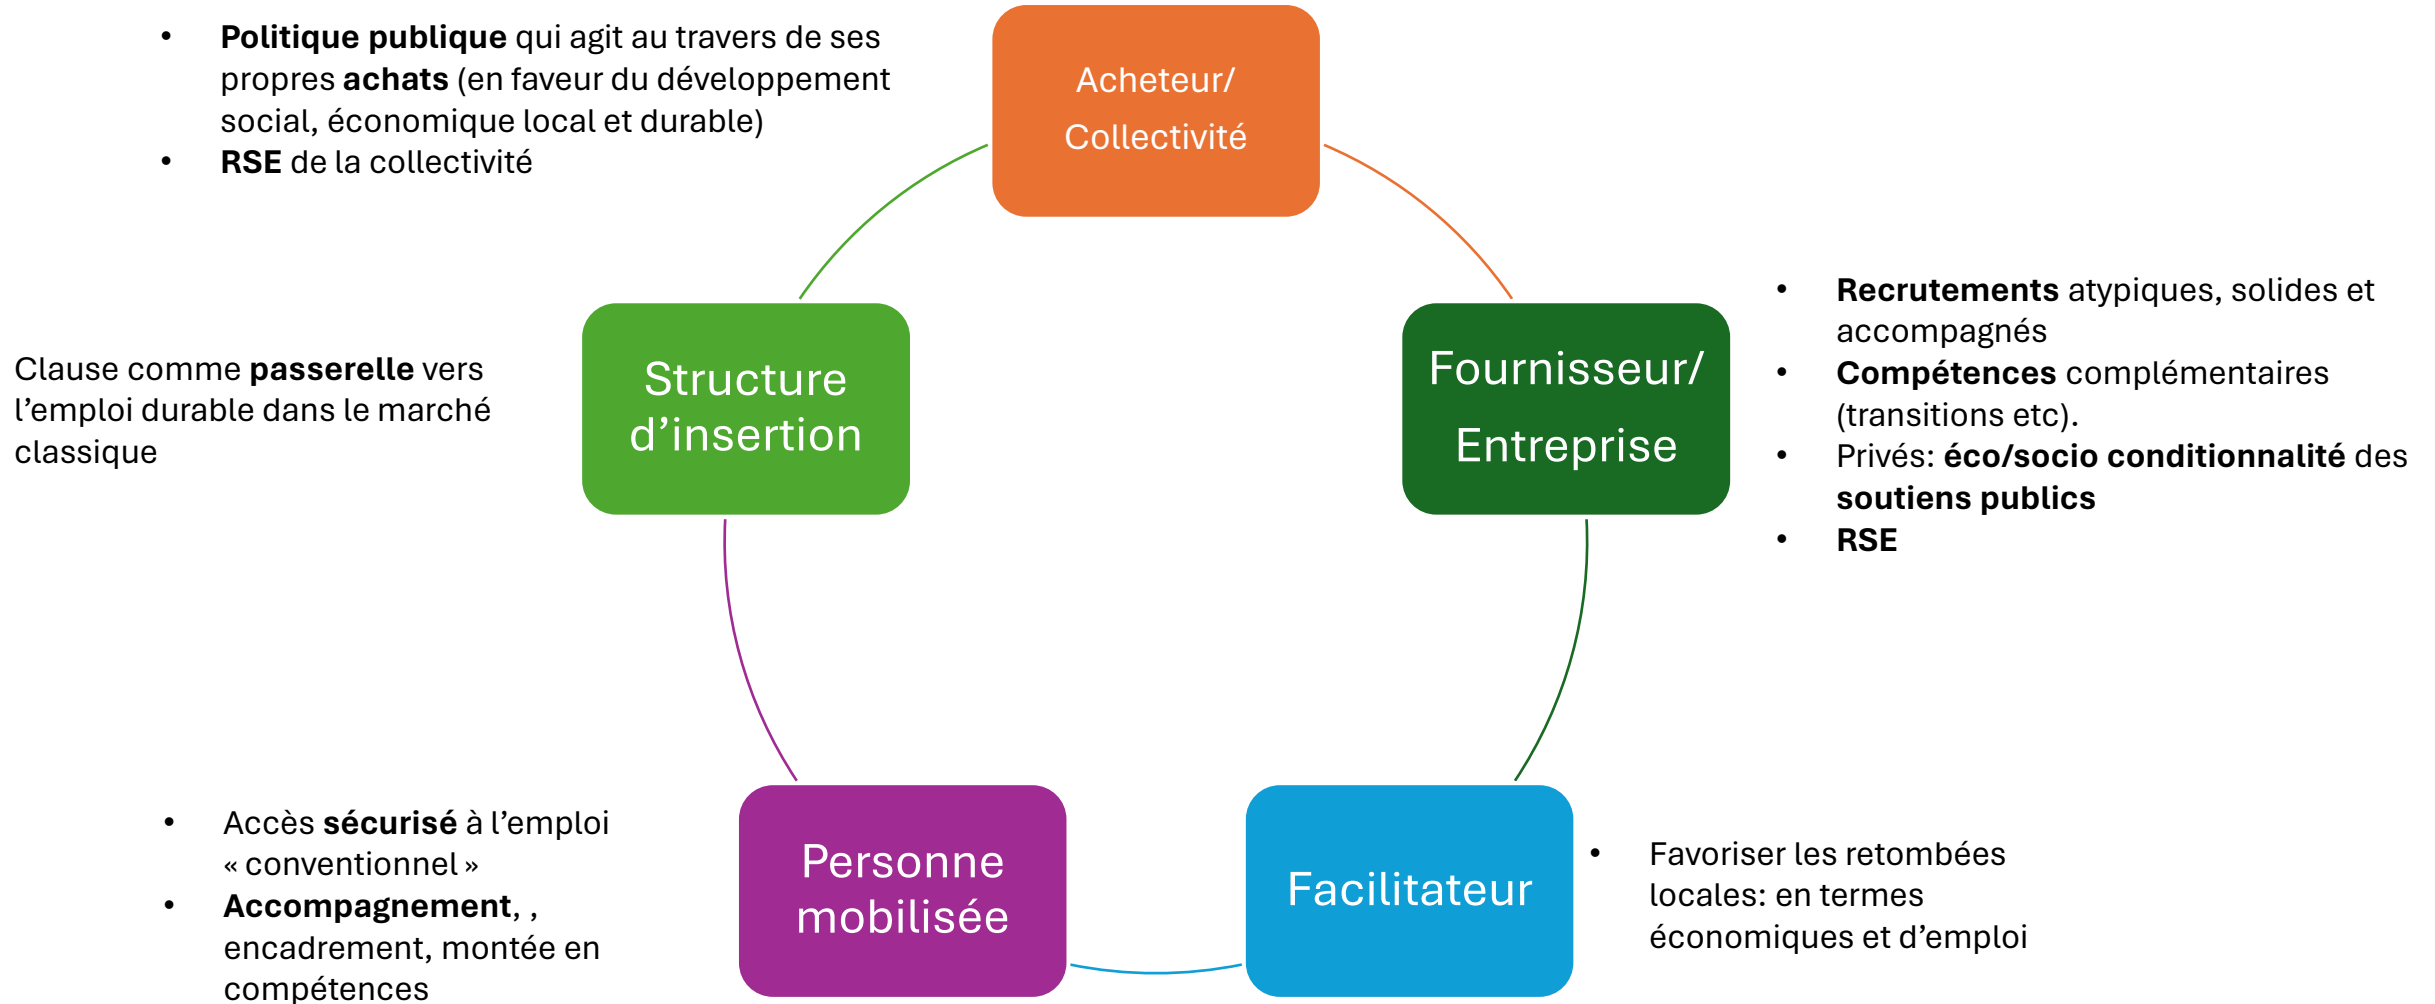 • Politique publique qui agit au travers de ses
propres achats (en faveur du développement
social, économique local et durable)
• RSE de la collectivité
Acheteur/
Collectivité
Clause comme passerelle vers
l’emploi durable dans le marché
classique
Structure
d’insertion
Fournisseur/
Entreprise
• Recrutements atypiques, solides et
accompagnés
• Compétences complémentaires
(transitions etc).
• Privés: éco/socio conditionnalité des
soutiens publics
• RSE
• Accès sécurisé à l’emploi
« conventionnel »
• Accompagnement, ,
encadrement, montée en
compétences
Personne
mobilisée
Facilitateur
• Favoriser les retombées
locales: en termes
économiques et d’emploi